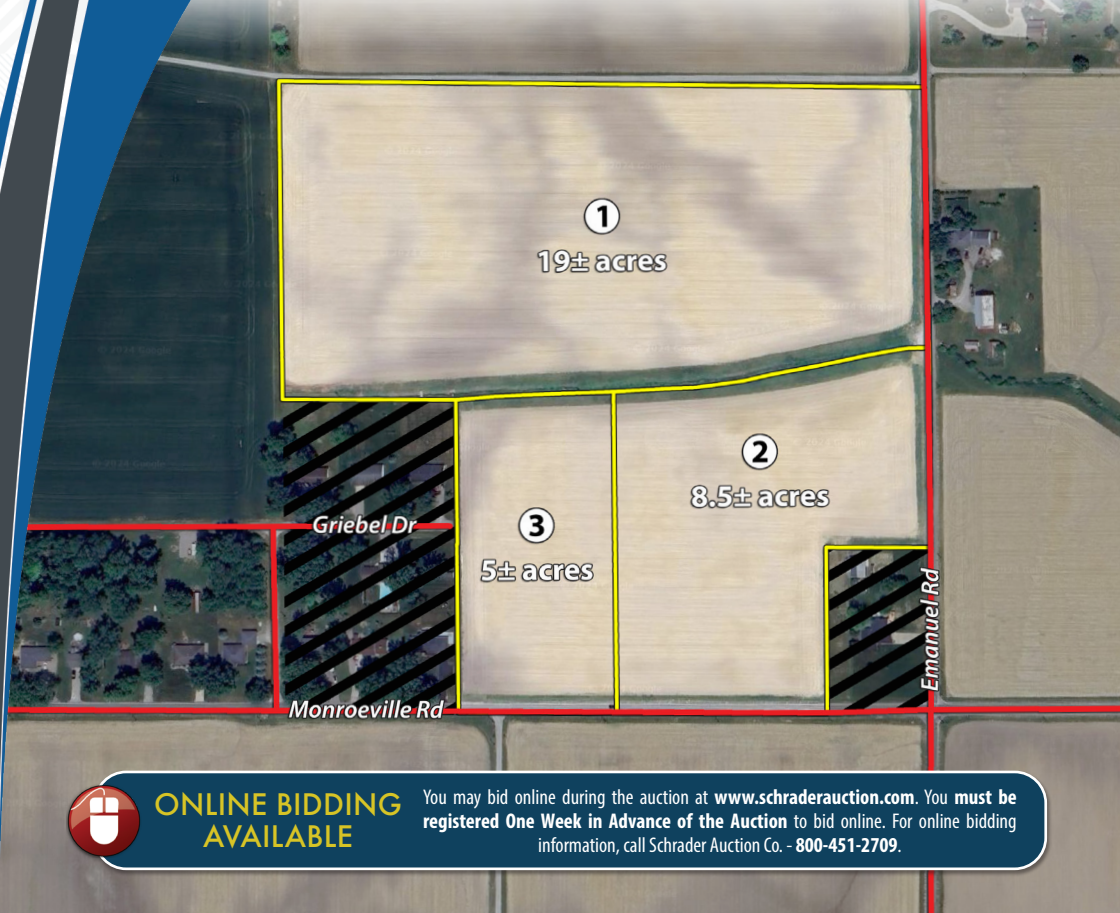 1
19± acres
2
8.5± acres
3
5± acres
Griebel Dr
Monroeville Rd
Emanuel Rd
ONLINE BIDDING
AVAILABLE
You may bid online during the auction at www.schraderauction.com. You must be
registered One Week in Advance of the Auction to bid online. For online bidding
information, call Schrader Auction Co. - 800-451-2709.